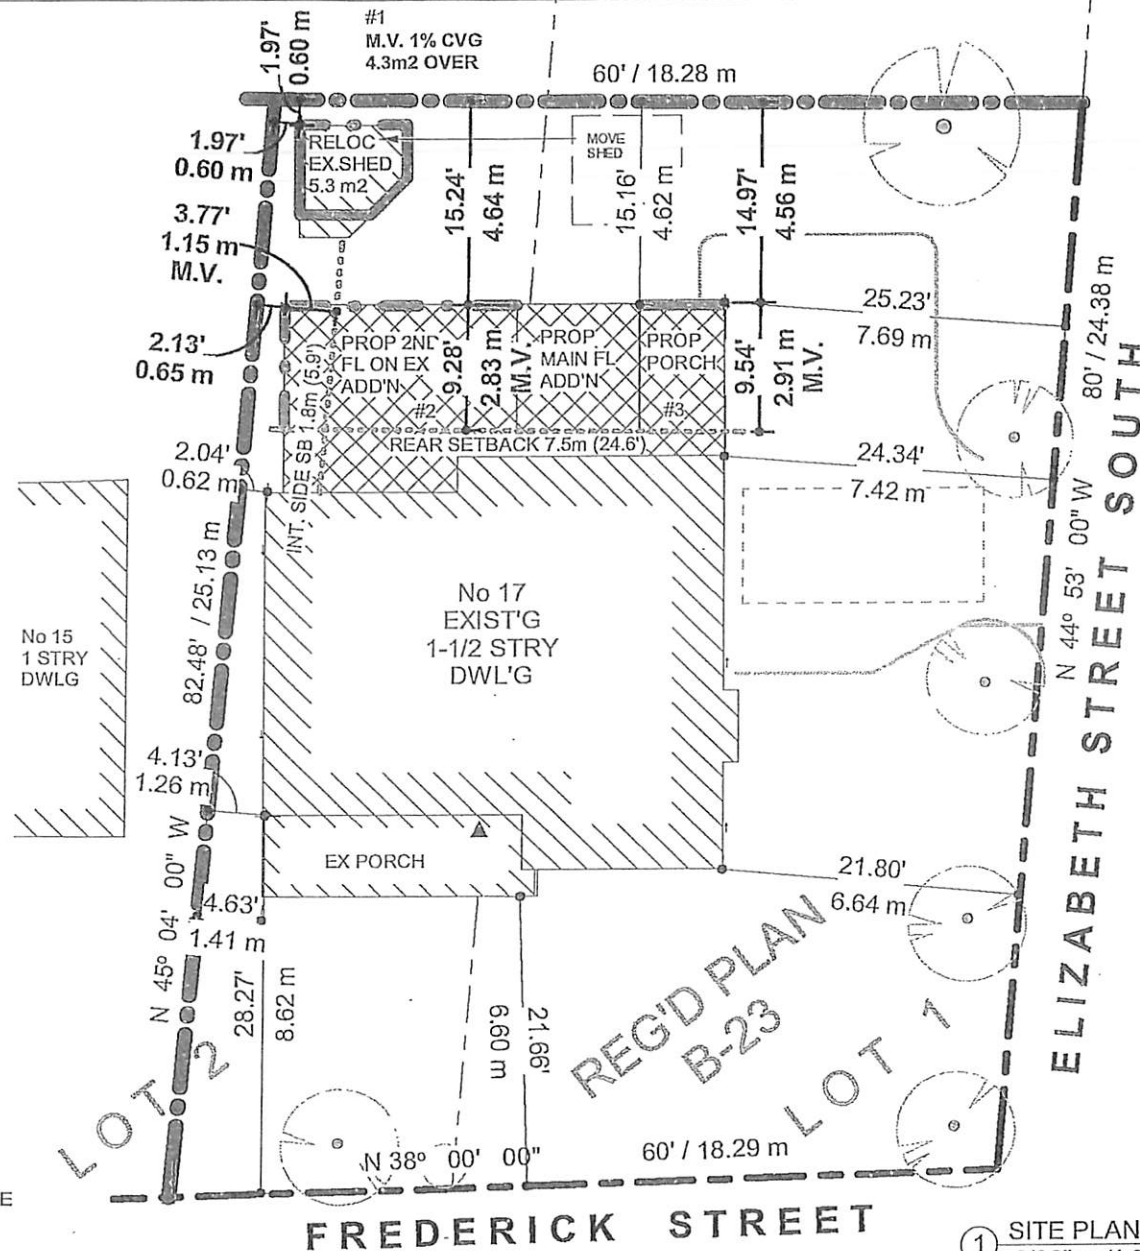 #1
M.V. 1% CVG
4.3m2 OVER
1.97'
0.60 m
60' / 18.28 m
1.97'
0.60 m
RELOC
EX.SHED
5.3 m2
MOVE
SHED
15.24'
4.64 m
15.16'
4.62 m
14.97'
4.56 m
3.77'
1.15 m
M.V.
25.23'
7.69 m
80' / 24.38 m
2.13'
0.65 m
PROP 2ND
FL ON EX
ADD'N
#2
9.28'
2.83 m
M.V.
PROP
MAIN FL
ADD'N
PROP
PORCH
#3
9.54'
2.91 m
M.V.
INT. SIDE SB 1.8m (5.9')
REAR SETBACK 7.5m (24.6')
2.04'
0.62 m
24.34'
7.42 m
N 44º 53' 00" W
ELIZABETH STREET SOUTH
82.48' / 25.13 m
No 15
1 STRY
DWLG
No 17
EXIST'G
1-1/2 STRY
DWL'G
4.13'
1.26 m
EX PORCH
21.80'
6.64 m
N 45º 04' 00" W
4.63'
1.41 m
28.27'
8.62 m
21.66'
6.60 m
REG'D PLAN
B-23
LOT 1
LOT 2
N 38º 00' 00"
60' / 18.29 m
E
FREDERICK STREET
1
SITE PLAN